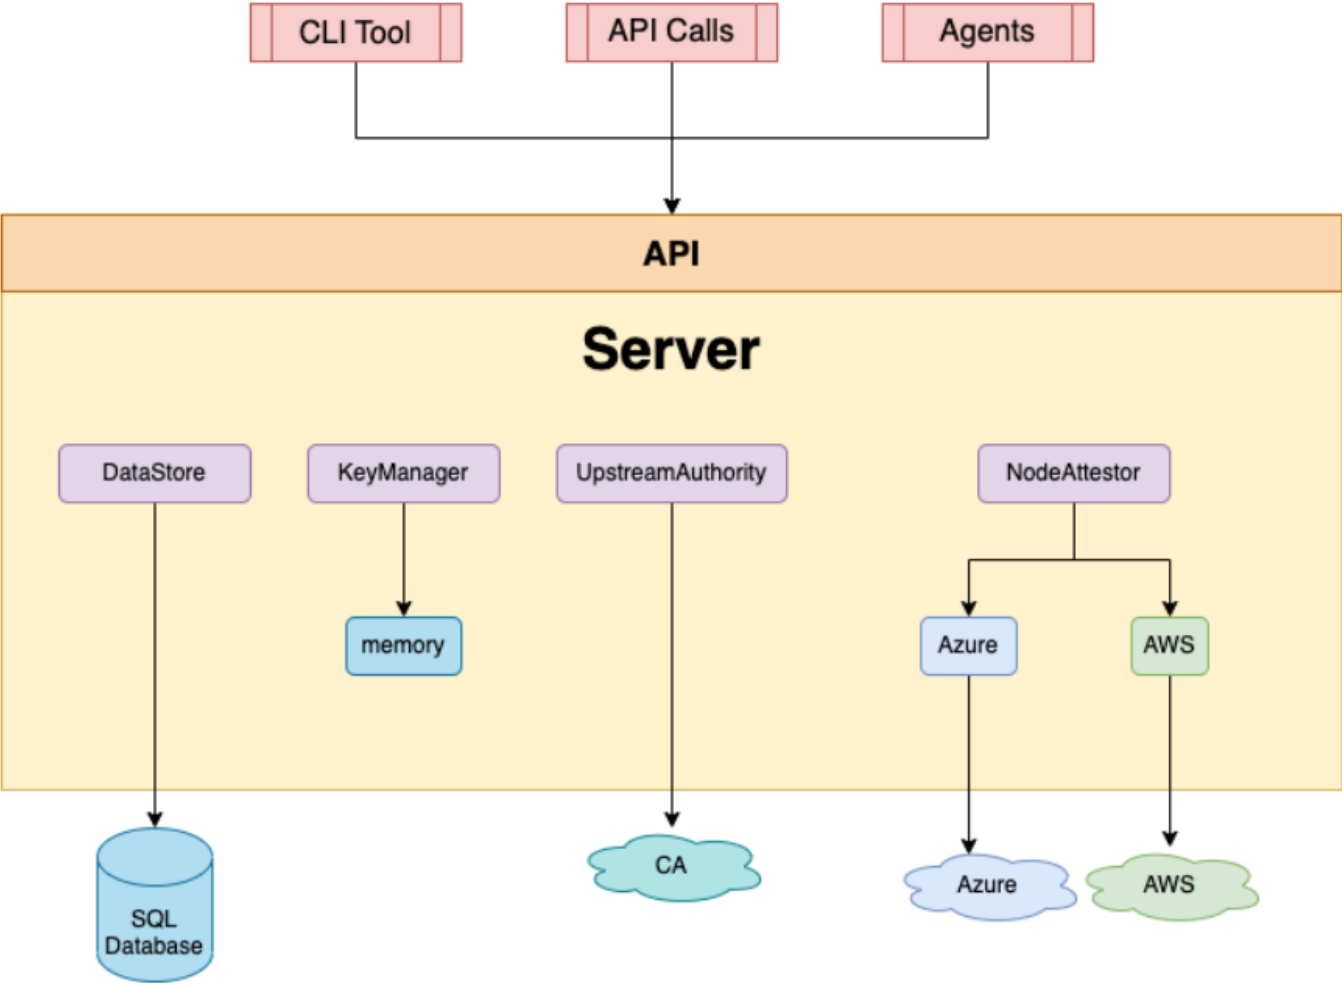 CLI Tool
API Calls
Agents
API
Server
DataStore
KeyManager
UpstreamAuthority
NodeAttestor
memory
Azure
AWS
CA
Azure
AWS
SQL
Database